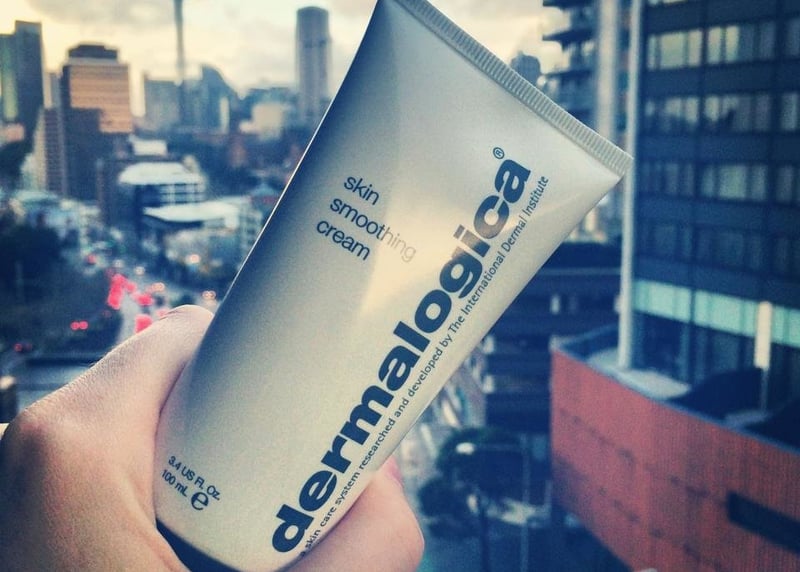 skin
smoothing
cream
dermalogica®
a skin care system researched and developed by The International Dermal Institute
3.4 US FL Oz
100 mL ℮